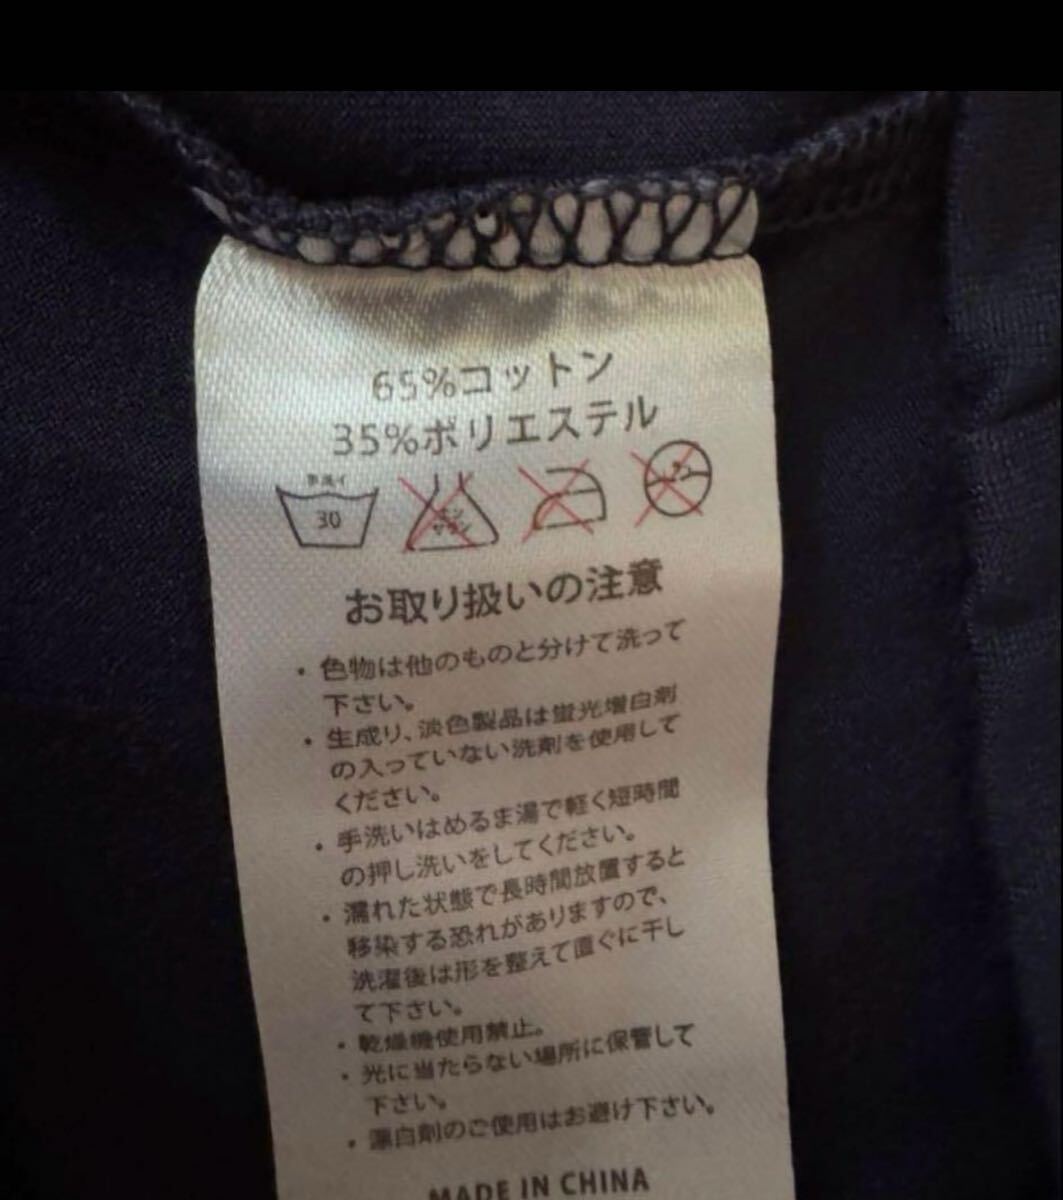 65%コットン
35%ポリエステル
手洗イ
30
エンソサラシ
お取り扱いの注意
・色物は他のものと分けて洗って
下さい。
・生成り、淡色製品は蛍光増白剤
の入っていない洗剤を使用して
ください。
・手洗いはめるま湯で軽く短時間
の押し洗いをしてください。
・濡れた状態で長時間放置すると
移染する恐れがありますので、
洗濯後は形を整えて直ぐに干し
て下さい。
・乾燥機使用禁止。
・光に当たらない場所に保管して
下さい。
・漂白剤のご使用はお避け下さい。
MADE IN CHINA